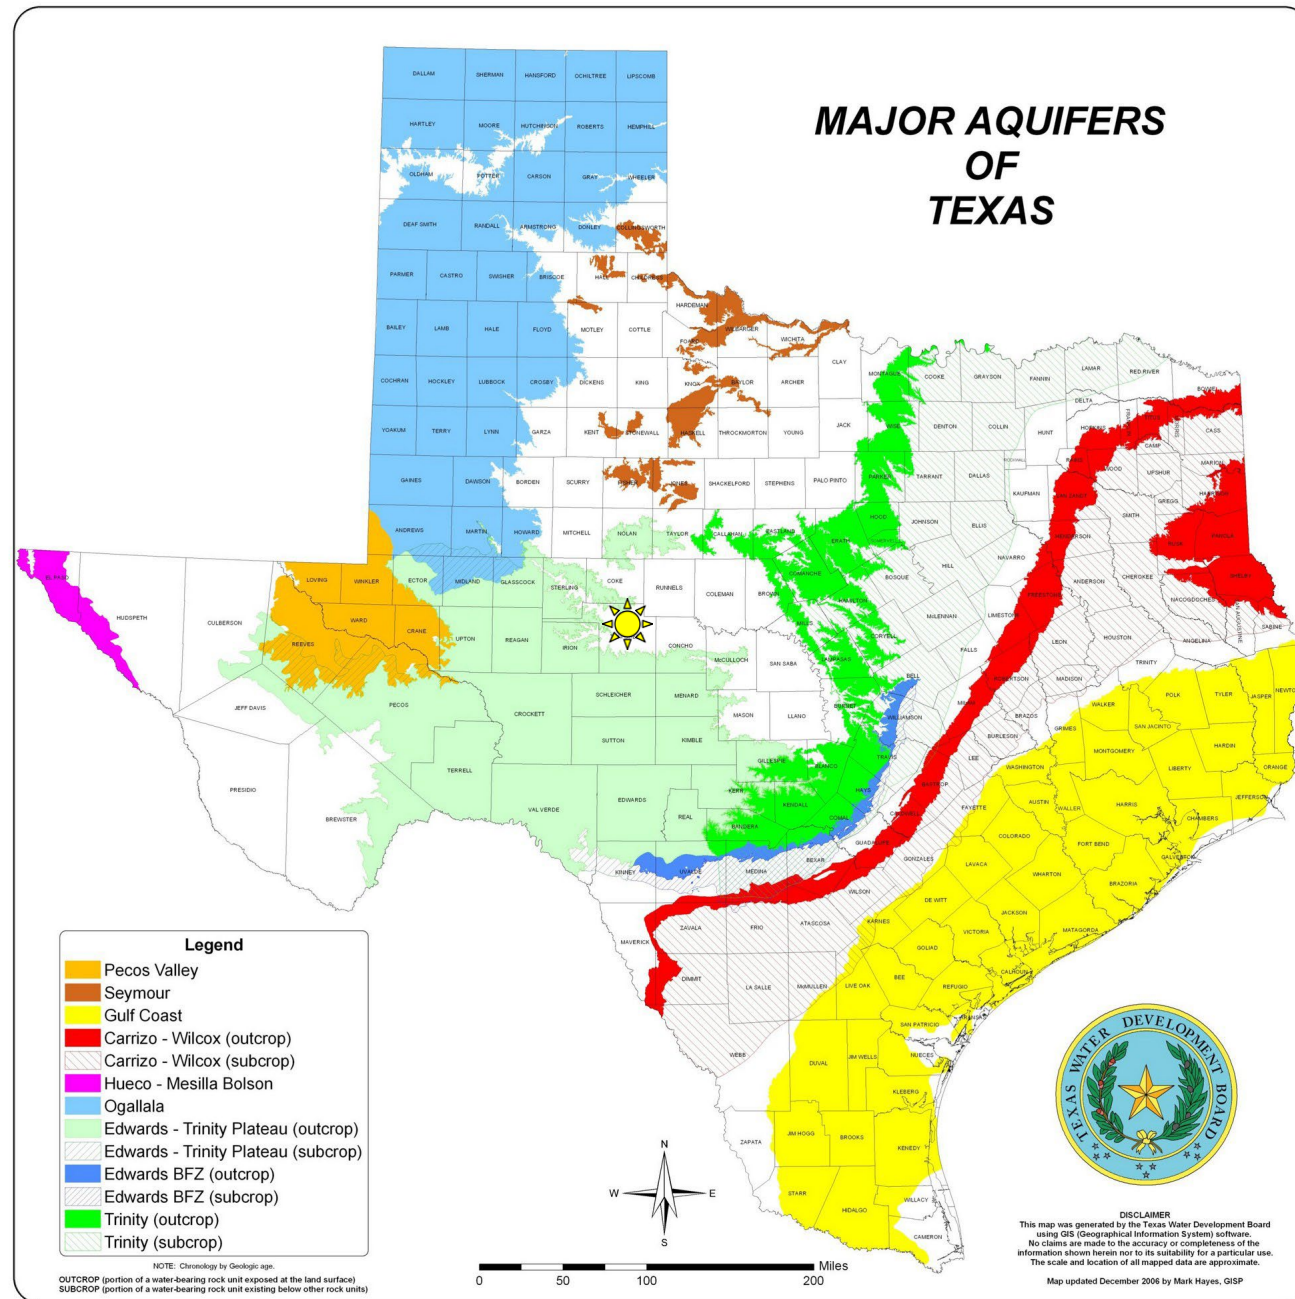 MAJOR AQUIFERS
OF
TEXAS
DALLAM SHERMAN HANSFORD OCHILTREE LIPSCOMB
HARTLEY MOORE HUTCHINSON ROBERTS HEMPHILL
OLDHAM POTTER CARSON GRAY WHEELER
DEAF SMITH RANDALL ARMSTRONG DONLEY COLLINGSWORTH
PARMER CASTRO SWISHER BRISCOE HALL CHILDRESS
HARDEMAN
BAILEY LAMB HALE FLOYD MOTLEY COTTLE FOARD WILBARGER WICHITA
CLAY MONTAGUE COOKE GRAYSON FANNIN LAMAR RED RIVER BOWIE
COCHRAN HOCKLEY LUBBOCK CROSBY DICKENS KING KNOX BAYLOR ARCHER
DELTA
YOAKUM TERRY LYNN GARZA KENT STONEWALL HASKELL THROCKMORTON YOUNG JACK WISE DENTON COLLIN HUNT HOPKINS CASS
CAMP
GAINES DAWSON BORDEN SCURRY FISHER JONES SHACKELFORD STEPHENS PALO PINTO PARKER TARRANT DALLAS ROCKWALL KAUFMAN RAINS WOOD UPSHUR MARION
VAN ZANDT GREGG HARRISON
ANDREWS MARTIN HOWARD MITCHELL NOLAN TAYLOR CALLAHAN EASTLAND ERATH HOOD SOMERVELL JOHNSON ELLIS HENDERSON SMITH RUSK PANOLA
EL PASO HUDSPETH CULBERSON LOVING WINKLER ECTOR MIDLAND GLASSCOCK STERLING COKE RUNNELS COLEMAN BROWN COMANCHE HAMILTON BOSQUE HILL NAVARRO FREESTONE ANDERSON CHEROKEE SHELBY
REEVES WARD CRANE UPTON REAGAN IRION CONCHO McCULLOCH SAN SABA MILLS LAMPASAS CORYELL McLENNAN LIMESTONE LEON HOUSTON NACOGDOCHES SAN AUGUSTINE SABINE
ANGELINA
FALLS TRINITY
JEFF DAVIS PECOS CROCKETT SCHLEICHER MENARD MASON LLANO BURNET BELL MILAM ROBERTSON MADISON WALKER POLK TYLER JASPER NEWTO
WILLIAMSON BRAZOS GRIMES SAN JACINTO
SUTTON KIMBLE GILLESPIE BLANCO TRAVIS BURLESON MONTGOMERY HARDIN
LEE WASHINGTON LIBERTY ORANGE
PRESIDIO BREWSTER TERRELL VAL VERDE EDWARDS REAL KERR KENDALL BANDERA COMAL HAYS CALDWELL BASTROP FAYETTE AUSTIN WALLER HARRIS JEFFERSON
CHAMBERS
KINNEY UVALDE MEDINA BEXAR GUADALUPE GONZALES LAVACA COLORADO FORT BEND GALVESTON
WILSON WHARTON BRAZORIA
MAVERICK ZAVALA FRIO ATASCOSA KARNES DE WITT JACKSON MATAGORDA
VICTORIA
GOLIAD CALHOUN
DIMMIT LA SALLE McMULLEN LIVE OAK BEE REFUGIO
SAN PATRICIO
WEBB DUVAL JIM WELLS NUECES
KLEBERG
ZAPATA JIM HOGG BROOKS KENEDY
STARR HIDALGO WILLACY
CAMERON
Legend
Pecos Valley
Seymour
Gulf Coast
Carrizo - Wilcox (outcrop)
Carrizo - Wilcox (subcrop)
Hueco - Mesilla Bolson
Ogallala
Edwards - Trinity Plateau (outcrop)
Edwards - Trinity Plateau (subcrop)
Edwards BFZ (outcrop)
Edwards BFZ (subcrop)
Trinity (outcrop)
Trinity (subcrop)
NOTE: Chronology by Geologic age.
OUTCROP (portion of a water-bearing rock unit exposed at the land surface)
SUBCROP (portion of a water-bearing rock unit existing below other rock units)
N
W E
S
0 50 100 200 Miles
TEXAS WATER DEVELOPMENT BOARD
DISCLAIMER
This map was generated by the Texas Water Development Board
using GIS (Geographical Information System) software.
No claims are made to the accuracy or completeness of the
information shown herein nor to its suitability for a particular use.
The scale and location of all mapped data are approximate.
Map updated December 2006 by Mark Hayes, GISP